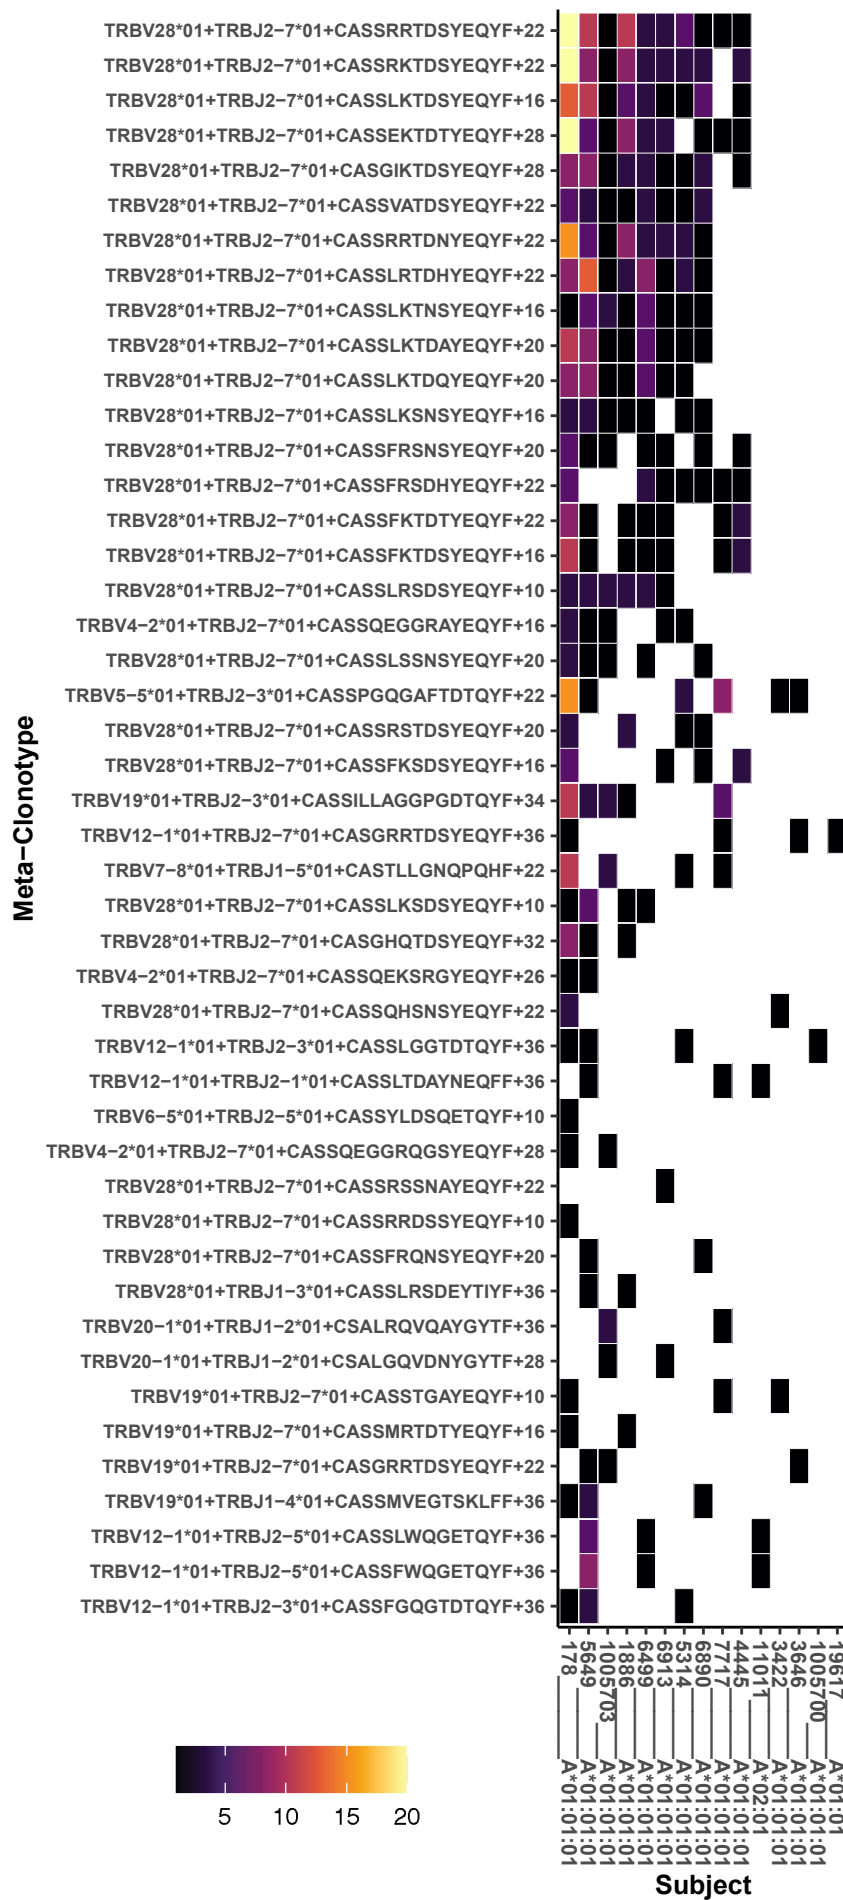 TRBV28*01+TRBJ2−7*01+CASSRRTDSYEQYF+22
TRBV28*01+TRBJ2−7*01+CASSRKTDSYEQYF+22
TRBV28*01+TRBJ2−7*01+CASSLKTDSYEQYF+16
TRBV28*01+TRBJ2−7*01+CASSEKTDTYEQYF+28
TRBV28*01+TRBJ2−7*01+CASGIKTDSYEQYF+28
TRBV28*01+TRBJ2−7*01+CASSVATDSYEQYF+22
TRBV28*01+TRBJ2−7*01+CASSRRTDNYEQYF+22
TRBV28*01+TRBJ2−7*01+CASSLRTDHYEQYF+22
TRBV28*01+TRBJ2−7*01+CASSLKTNSYEQYF+16
TRBV28*01+TRBJ2−7*01+CASSLKTDAYEQYF+20
TRBV28*01+TRBJ2−7*01+CASSLKTDQYEQYF+20
TRBV28*01+TRBJ2−7*01+CASSLKSNSYEQYF+16
TRBV28*01+TRBJ2−7*01+CASSFRSNSYEQYF+20
TRBV28*01+TRBJ2−7*01+CASSFRSDHYEQYF+22
TRBV28*01+TRBJ2−7*01+CASSFKTDTYEQYF+22
TRBV28*01+TRBJ2−7*01+CASSFKTDSYEQYF+16
TRBV28*01+TRBJ2−7*01+CASSLRSDSYEQYF+10
TRBV4−2*01+TRBJ2−7*01+CASSQEGGRAYEQYF+16
TRBV28*01+TRBJ2−7*01+CASSLSSNSYEQYF+20
TRBV5−5*01+TRBJ2−3*01+CASSPGQGAFTDTQYF+22
TRBV28*01+TRBJ2−7*01+CASSRSTDSYEQYF+20
TRBV28*01+TRBJ2−7*01+CASSFKSDSYEQYF+16
TRBV19*01+TRBJ2−3*01+CASSILLAGGPGDTQYF+34
TRBV12−1*01+TRBJ2−7*01+CASGRRTDSYEQYF+36
TRBV7−8*01+TRBJ1−5*01+CASTLLGNQPQHF+22
TRBV28*01+TRBJ2−7*01+CASSLKSDSYEQYF+10
TRBV28*01+TRBJ2−7*01+CASGHQTDSYEQYF+32
TRBV4−2*01+TRBJ2−7*01+CASSQEKSRGYEQYF+26
TRBV28*01+TRBJ2−7*01+CASSQHSNSYEQYF+22
TRBV12−1*01+TRBJ2−3*01+CASSLGGTDTQYF+36
TRBV12−1*01+TRBJ2−1*01+CASSLTDAYNEQFF+36
TRBV6−5*01+TRBJ2−5*01+CASSYLDSQETQYF+10
TRBV4−2*01+TRBJ2−7*01+CASSQEGGRQGSYEQYF+28
TRBV28*01+TRBJ2−7*01+CASSRSSNAYEQYF+22
TRBV28*01+TRBJ2−7*01+CASSRRDSSYEQYF+10
TRBV28*01+TRBJ2−7*01+CASSFRQNSYEQYF+20
TRBV28*01+TRBJ1−3*01+CASSLRSDEYTIYF+36
TRBV20−1*01+TRBJ1−2*01+CSALRQVQAYGYTF+36
TRBV20−1*01+TRBJ1−2*01+CSALGQVDNYGYTF+28
TRBV19*01+TRBJ2−7*01+CASSTGAYEQYF+10
TRBV19*01+TRBJ2−7*01+CASSMRTDTYEQYF+16
TRBV19*01+TRBJ2−7*01+CASGRRTDSYEQYF+22
TRBV19*01+TRBJ1−4*01+CASSMVEGTSKLFF+36
TRBV12−1*01+TRBJ2−5*01+CASSLWQGETQYF+36
TRBV12−1*01+TRBJ2−5*01+CASSFWQGETQYF+36
TRBV12−1*01+TRBJ2−3*01+CASSFGQGTDTQYF+36
Meta−Clonotype
178 A*01:01:01
5649 A*01:01:01
1005703 A*01:01:01
1886 A*01:01:01
6499 A*01:01:01
6913 A*01:01:01
5314 A*01:01:01
6890 A*01:01:01
7717 A*01:01:01
4445 A*01:01:01
11011 A*02:01
3422 A*01:01:01
3646 A*01:01:01
1005700 A*01:01:01
19617 A*01:01
5 10 15 20
Subject